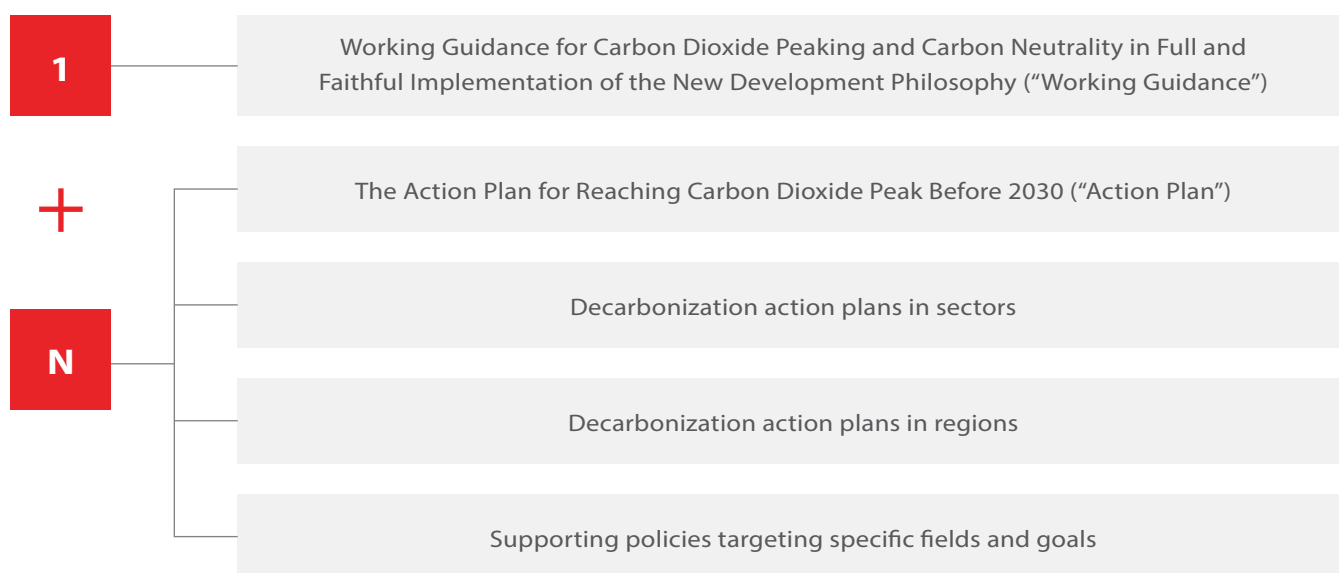 1
Working Guidance for Carbon Dioxide Peaking and Carbon Neutrality in Full and
Faithful Implementation of the New Development Philosophy (“Working Guidance”)
+
The Action Plan for Reaching Carbon Dioxide Peak Before 2030 (“Action Plan”)
Decarbonization action plans in sectors
N
Decarbonization action plans in regions
Supporting policies targeting specific fields and goals